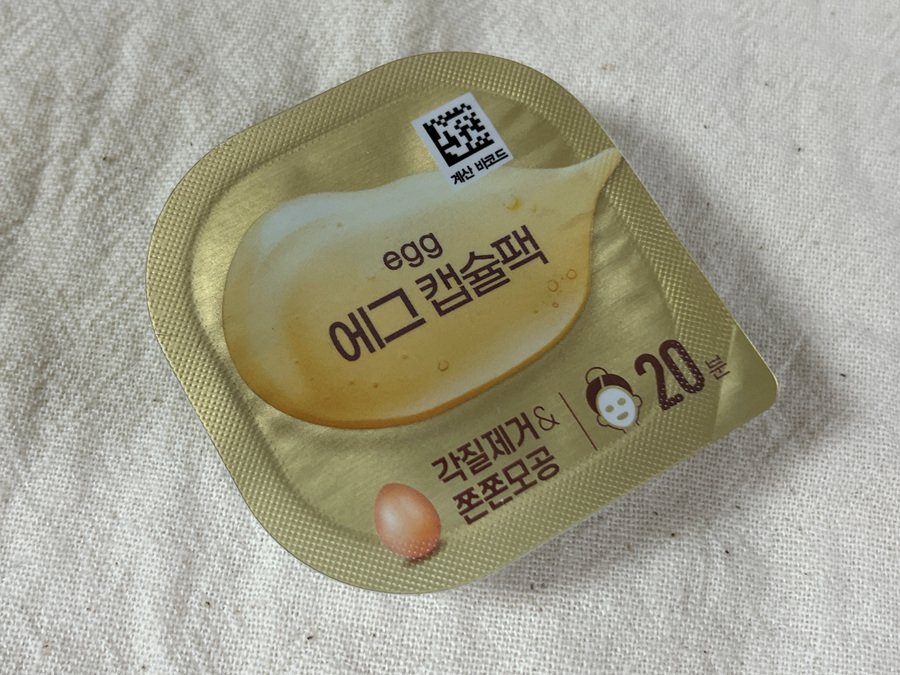 계산 바코드
egg
에그 캡슐팩
각질제거&
쫀쫀모공
20분